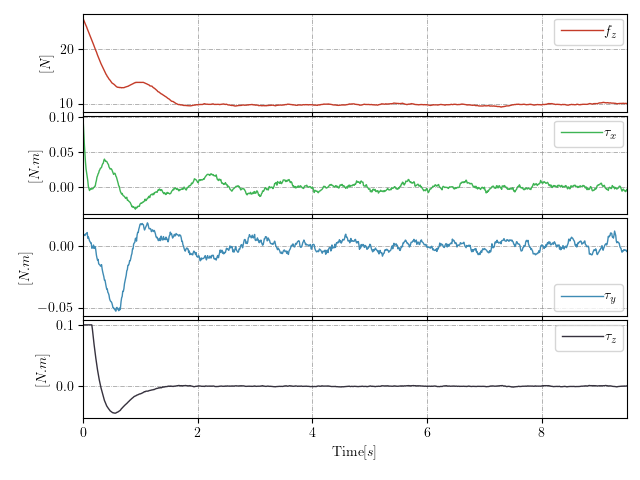 20
10
[N]
f_z
0.10
0.05
0.00
[N.m]
τ_x
0.00
−0.05
[N.m]
τ_y
0.1
0.0
[N.m]
τ_z
0 2 4 6 8
Time[s]